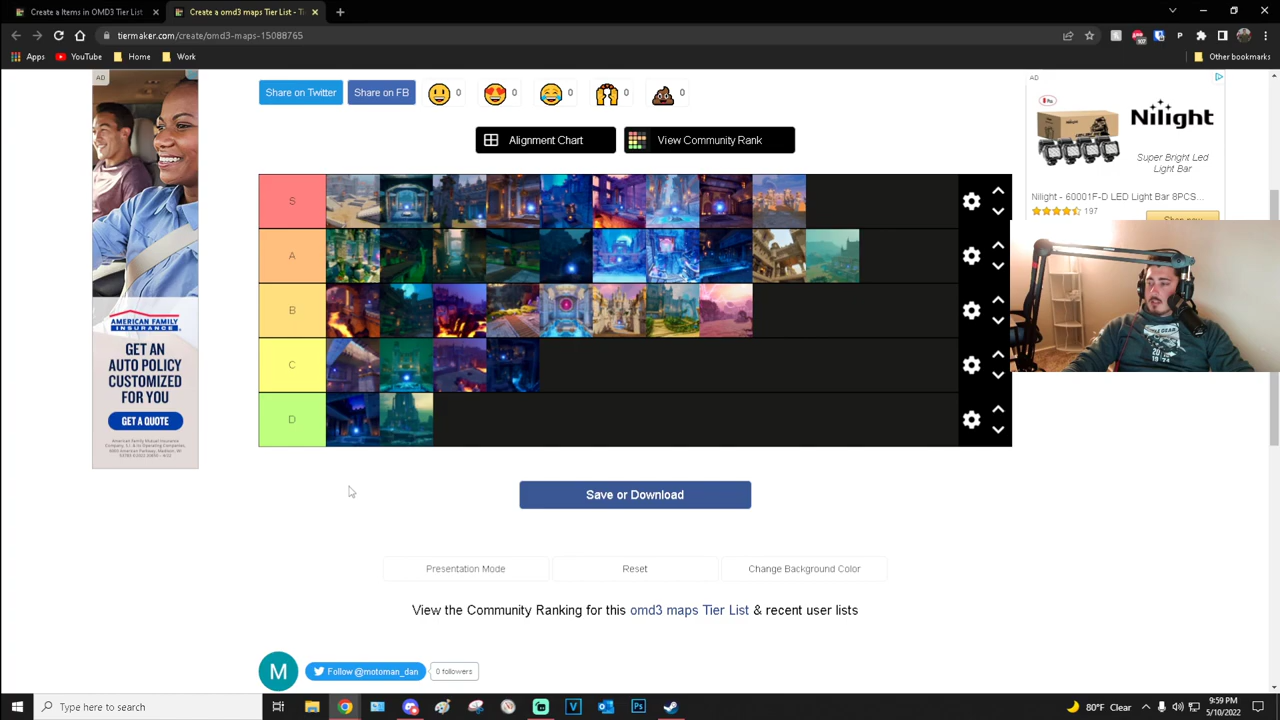 Create a Items in OMD3 Tier List
Create a omd3 maps Tier List - Ti
tiermaker.com/create/omd3-maps-15088765
Apps
YouTube
Home
Work
Other bookmarks
AD
Share on Twitter
Share on FB
0
0
0
0
0
Alignment Chart
View Community Rank
S
A
B
C
D
AMERICAN FAMILY
INSURANCE
GET AN
AUTO POLICY
CUSTOMIZED
FOR YOU
GET A QUOTE
AD
Nilight
Super Bright Led
Light Bar
Nilight - 60001F-D LED Light Bar 8PCS...
197
Shop now
Save or Download
Presentation Mode
Reset
Change Background Color
View the Community Ranking for this omd3 maps Tier List & recent user lists
M
Follow @motoman_dan
0 followers
Type here to search
80°F Clear
9:59 PM
5/10/2022